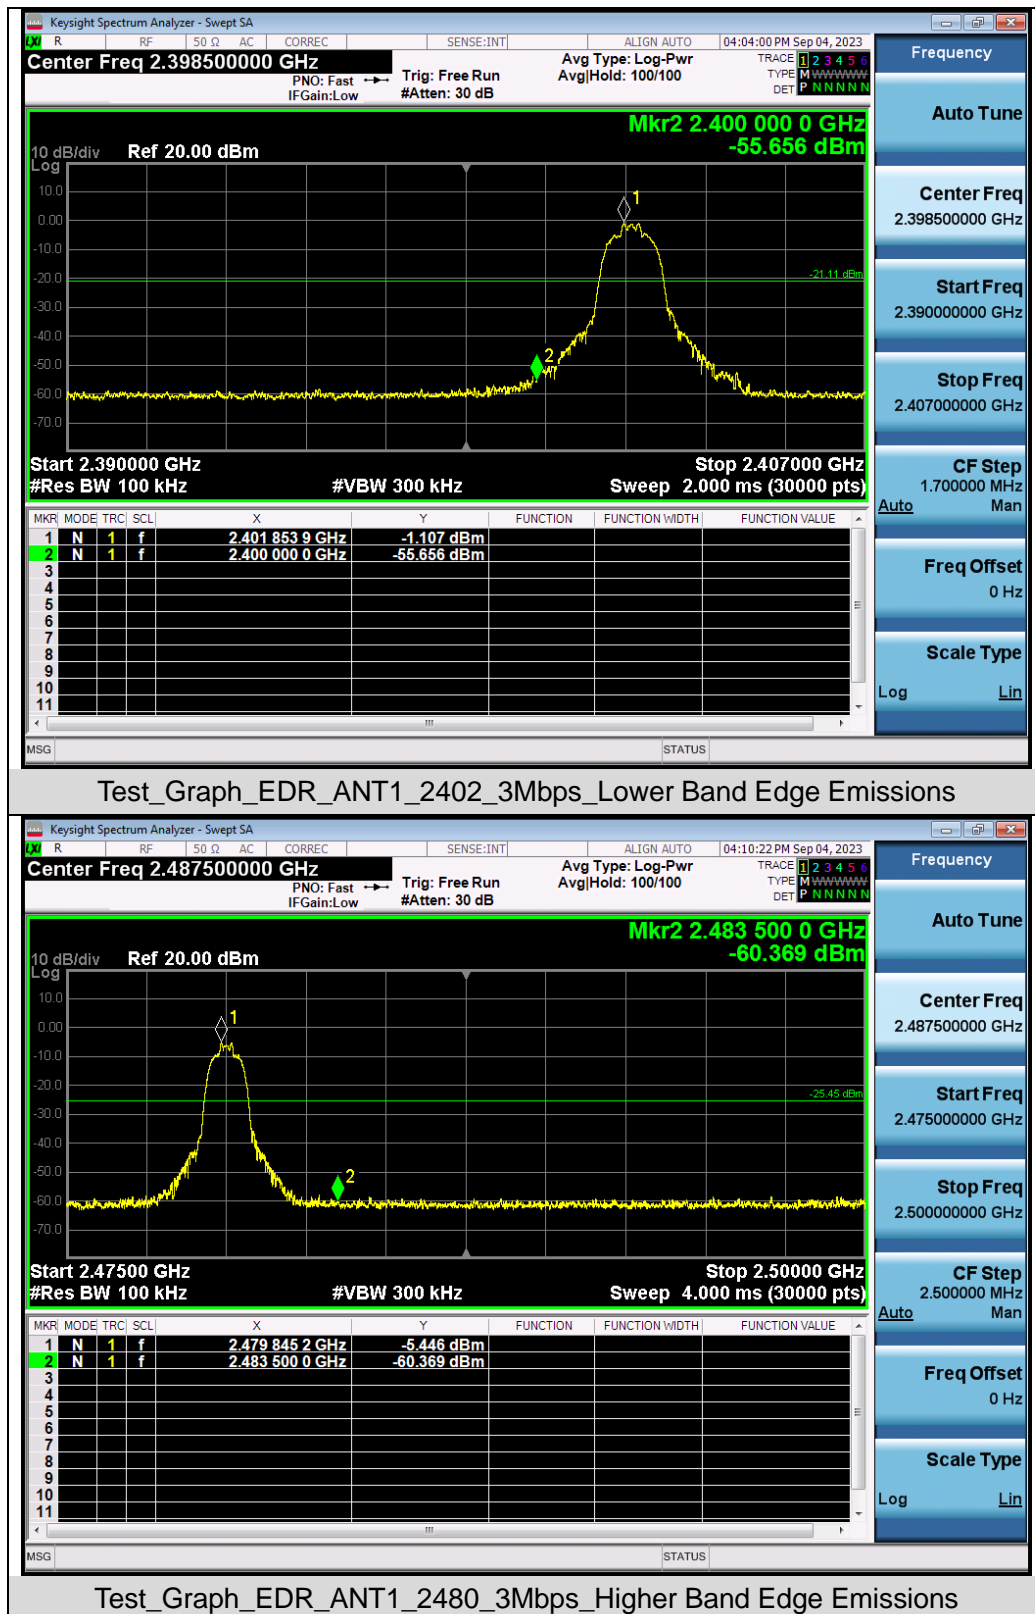 Keysight Spectrum Analyzer - Swept SA
LXI R RF 50 Ω AC CORREC SENSE:INT ALIGN AUTO 04:04:00 PM Sep 04, 2023
Center Freq 2.398500000 GHz
PNO: Fast
IFGain:Low
Trig: Free Run
#Atten: 30 dB
Avg Type: Log-Pwr
Avg|Hold: 100/100
TRACE 1 2 3 4 5 6
TYPE M WWWWW
DET P N N N N N
Mkr2 2.400 000 0 GHz
-55.656 dBm
10 dB/div Ref 20.00 dBm
Log
10.0
0.00
-10.0
-20.0
-30.0
-40.0
-50.0
-60.0
-70.0
1
2
-21.11 dBm
Start 2.390000 GHz Stop 2.407000 GHz
#Res BW 100 kHz #VBW 300 kHz Sweep 2.000 ms (30000 pts)
MKR MODE TRC SCL X Y FUNCTION FUNCTION WIDTH FUNCTION VALUE
1 N 1 f 2.401 853 9 GHz -1.107 dBm
2 N 1 f 2.400 000 0 GHz -55.656 dBm
3
4
5
6
7
8
9
10
11
MSG STATUS
Frequency
Auto Tune
Center Freq
2.398500000 GHz
Start Freq
2.390000000 GHz
Stop Freq
2.407000000 GHz
CF Step
1.700000 MHz
Auto Man
Freq Offset
0 Hz
Scale Type
Log Lin
Test_Graph_EDR_ANT1_2402_3Mbps_Lower Band Edge Emissions
Keysight Spectrum Analyzer - Swept SA
LXI R RF 50 Ω AC CORREC SENSE:INT ALIGN AUTO 04:10:22 PM Sep 04, 2023
Center Freq 2.487500000 GHz
PNO: Fast
IFGain:Low
Trig: Free Run
#Atten: 30 dB
Avg Type: Log-Pwr
Avg|Hold: 100/100
TRACE 1 2 3 4 5 6
TYPE M WWWWW
DET P N N N N N
Mkr2 2.483 500 0 GHz
-60.369 dBm
10 dB/div Ref 20.00 dBm
Log
10.0
0.00
-10.0
-20.0
-30.0
-40.0
-50.0
-60.0
-70.0
1
2
-25.45 dBm
Start 2.47500 GHz Stop 2.50000 GHz
#Res BW 100 kHz #VBW 300 kHz Sweep 4.000 ms (30000 pts)
MKR MODE TRC SCL X Y FUNCTION FUNCTION WIDTH FUNCTION VALUE
1 N 1 f 2.479 845 2 GHz -5.446 dBm
2 N 1 f 2.483 500 0 GHz -60.369 dBm
3
4
5
6
7
8
9
10
11
MSG STATUS
Frequency
Auto Tune
Center Freq
2.487500000 GHz
Start Freq
2.475000000 GHz
Stop Freq
2.500000000 GHz
CF Step
2.500000 MHz
Auto Man
Freq Offset
0 Hz
Scale Type
Log Lin
Test_Graph_EDR_ANT1_2480_3Mbps_Higher Band Edge Emissions